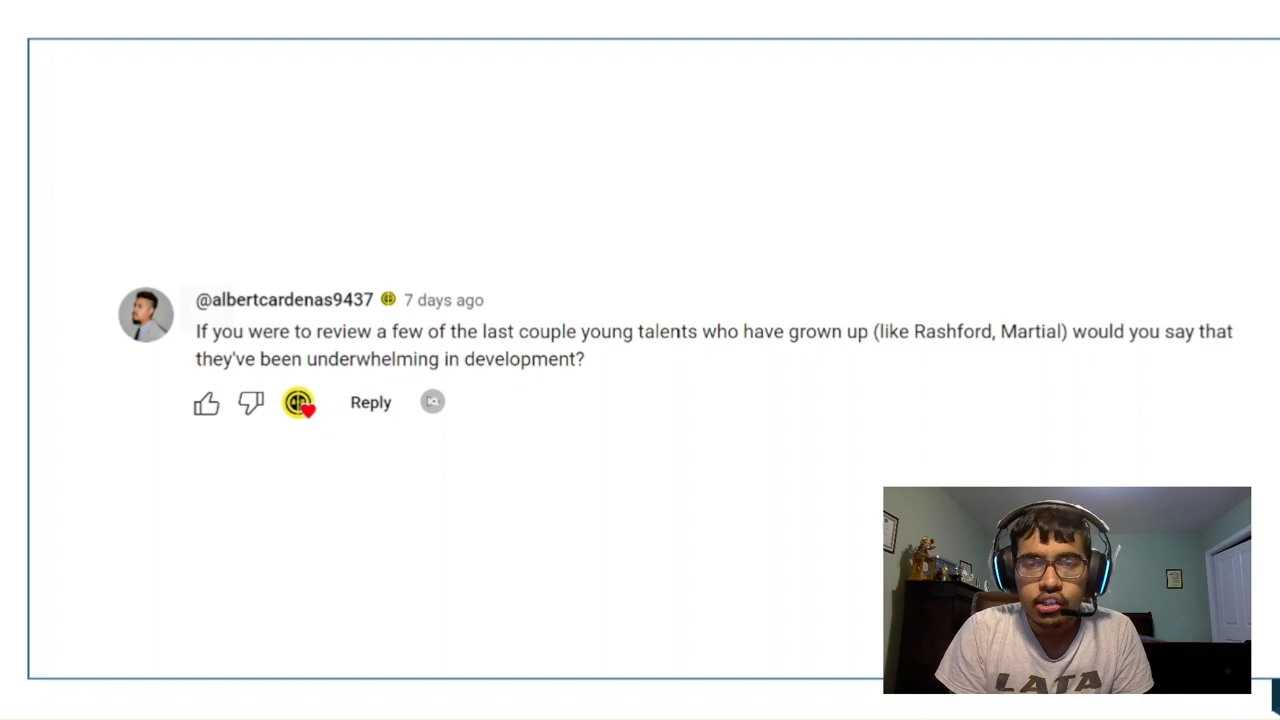 @albertcardenas9437 7 days ago
If you were to review a few of the last couple young talents who have grown up (like Rashford, Martial) would you say that
they've been underwhelming in development?
Reply
LATA